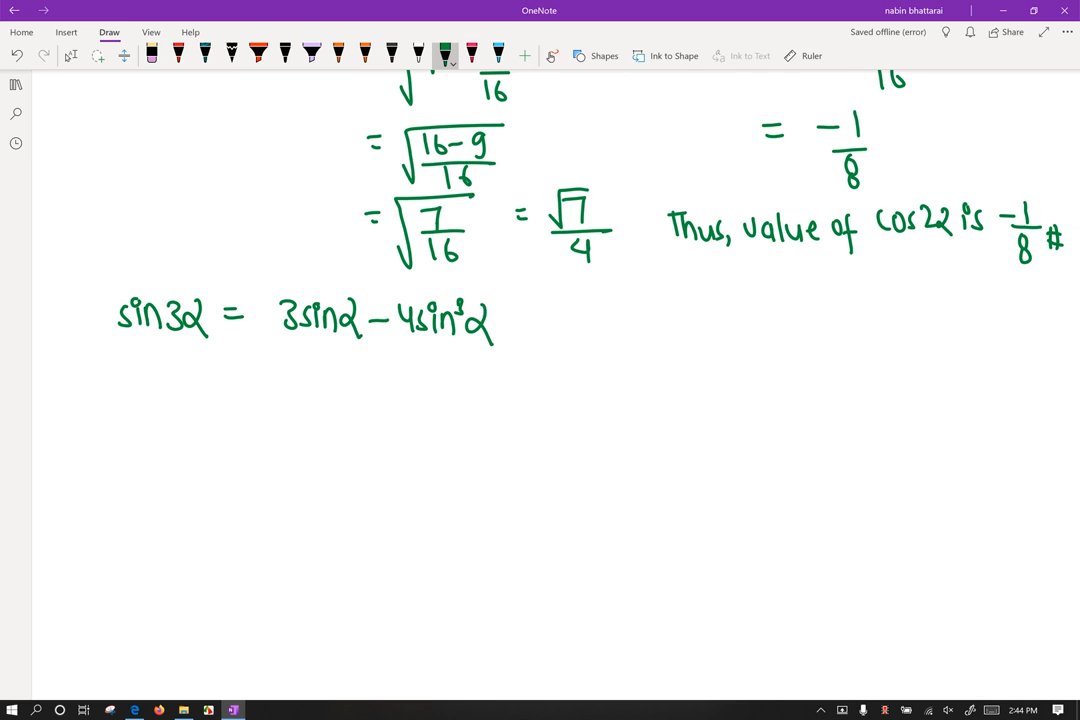 OneNote
nabin bhattarai
Home Insert Draw View Help
Saved offline (error)
Share
Shapes
Ink to Shape
Ink to Text
Ruler
16
16
= √(16-9/16)
= -1/8
= √(7/16) = √7/4
Thus, value of cos2α is -1/8 #
sin3α = 3sinα - 4sin³α
2:44 PM